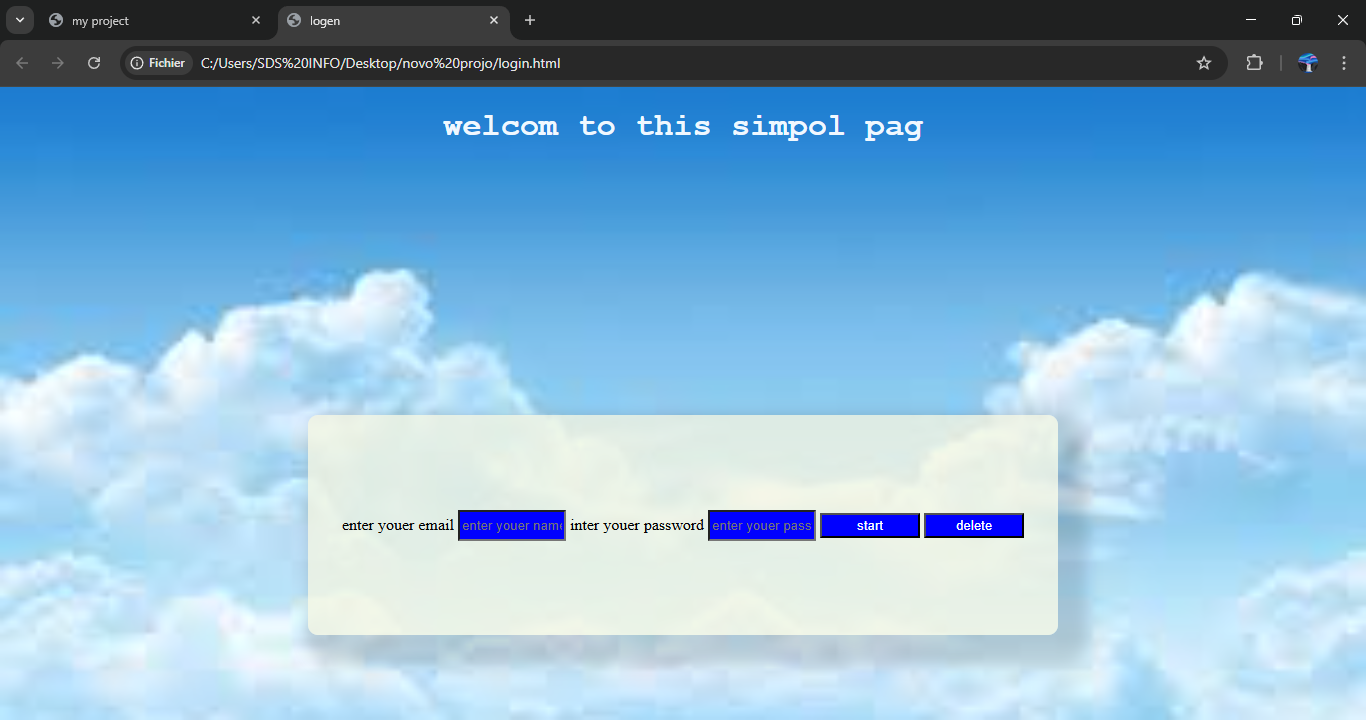 my project
logen
Fichier C:/Users/SDS%20INFO/Desktop/novo%20projo/login.html
welcom to this simpol pag
enter youer email enter youer name inter youer password enter youer pass start delete